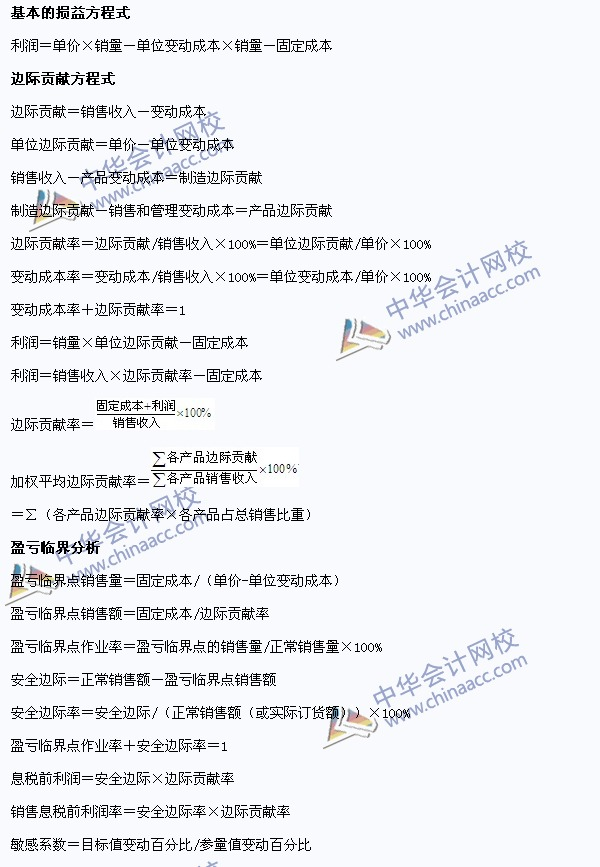 基本的损益方程式
利润＝单价×销量－单位变动成本×销量－固定成本
边际贡献方程式
边际贡献＝销售收入－变动成本
单位边际贡献＝单价－单位变动成本
销售收入－产品变动成本＝制造边际贡献
制造边际贡献－销售和管理变动成本＝产品边际贡献
边际贡献率＝边际贡献/销售收入×100%＝单位边际贡献/单价×100%
变动成本率＝变动成本/销售收入×100%＝单位变动成本/单价×100%
变动成本率＋边际贡献率＝1
利润＝销量×单位边际贡献－固定成本
利润＝销售收入×边际贡献率－固定成本
边际贡献率＝固定成本+利润/销售收入×100%
加权平均边际贡献率＝∑各产品边际贡献/∑各产品销售收入×100%
＝∑（各产品边际贡献率×各产品占总销售比重）
盈亏临界分析
盈亏临界点销售量＝固定成本/（单价-单位变动成本）
盈亏临界点销售额＝固定成本/边际贡献率
盈亏临界点作业率＝盈亏临界点的销售量/正常销售量×100%
安全边际＝正常销售额－盈亏临界点销售额
安全边际率＝安全边际/（正常销售额（或实际订货额））×100%
盈亏临界点作业率＋安全边际率＝1
息税前利润＝安全边际×边际贡献率
销售息税前利润率＝安全边际率×边际贡献率
敏感系数＝目标值变动百分比/参量值变动百分比
中华会计网校
www.chinaacc.com
中华会计网校
www.chinaacc.com
中华会计网校
www.chinaacc.com
中华会计网校
www.chinaacc.com